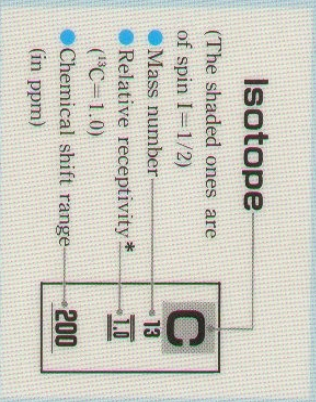 Isotope
(The shaded ones are
of spin I=1/2)
Mass number
Relative receptivity*
(¹³C=1.0)
Chemical shift range
(in ppm)
C
13
1.0
200